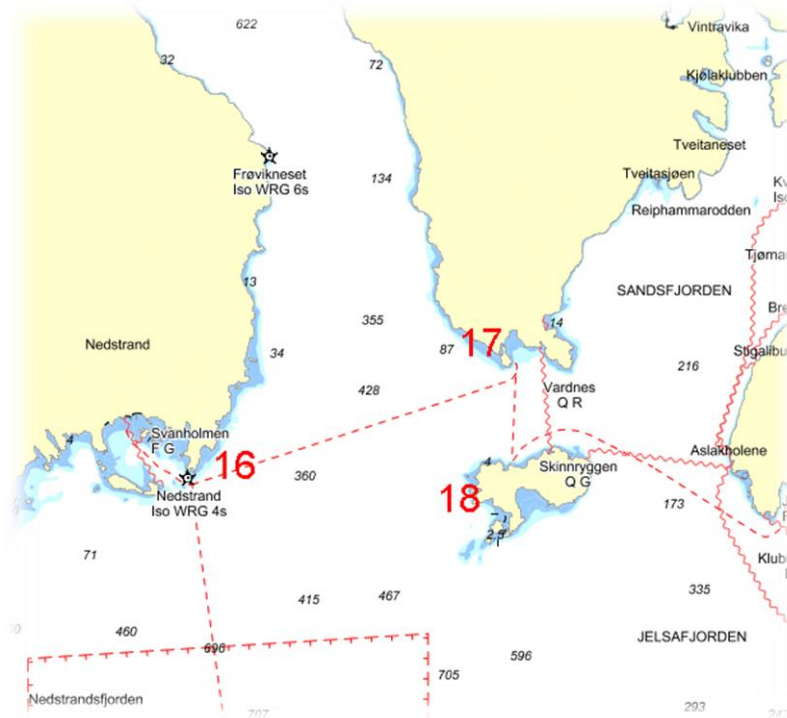 622
Vintravika
32
72
Kjølaklubben
Tveitaneset
Frøvikneset
Iso WRG 6s
134
Tveitasjøen
Reiphammarodden
13
SANDSFJORDEN
355
14
17
87
34
Nedstrand
216
428
Vardnes
Q R
Svanholmen
F G
4
16
Aslakholene
4
Skinnryggen
Q G
360
Nedstrand
Iso WRG 4s
18
173
71
335
467
415
460
696
JELSAFJORDEN
596
705
Nedstrandsfjorden
707
293